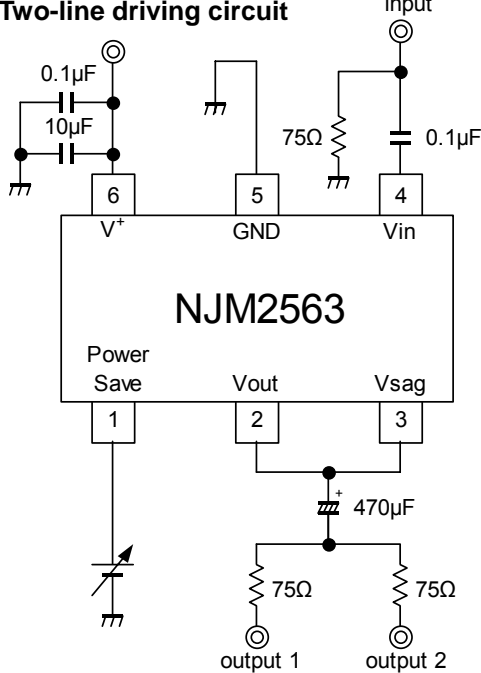 Two-line driving circuit
input
0.1µF
10µF
75Ω
0.1µF
6
5
4
V+
GND
Vin
NJM2563
Power
Save
Vout
Vsag
1
2
3
+
470µF
75Ω
75Ω
output 1
output 2